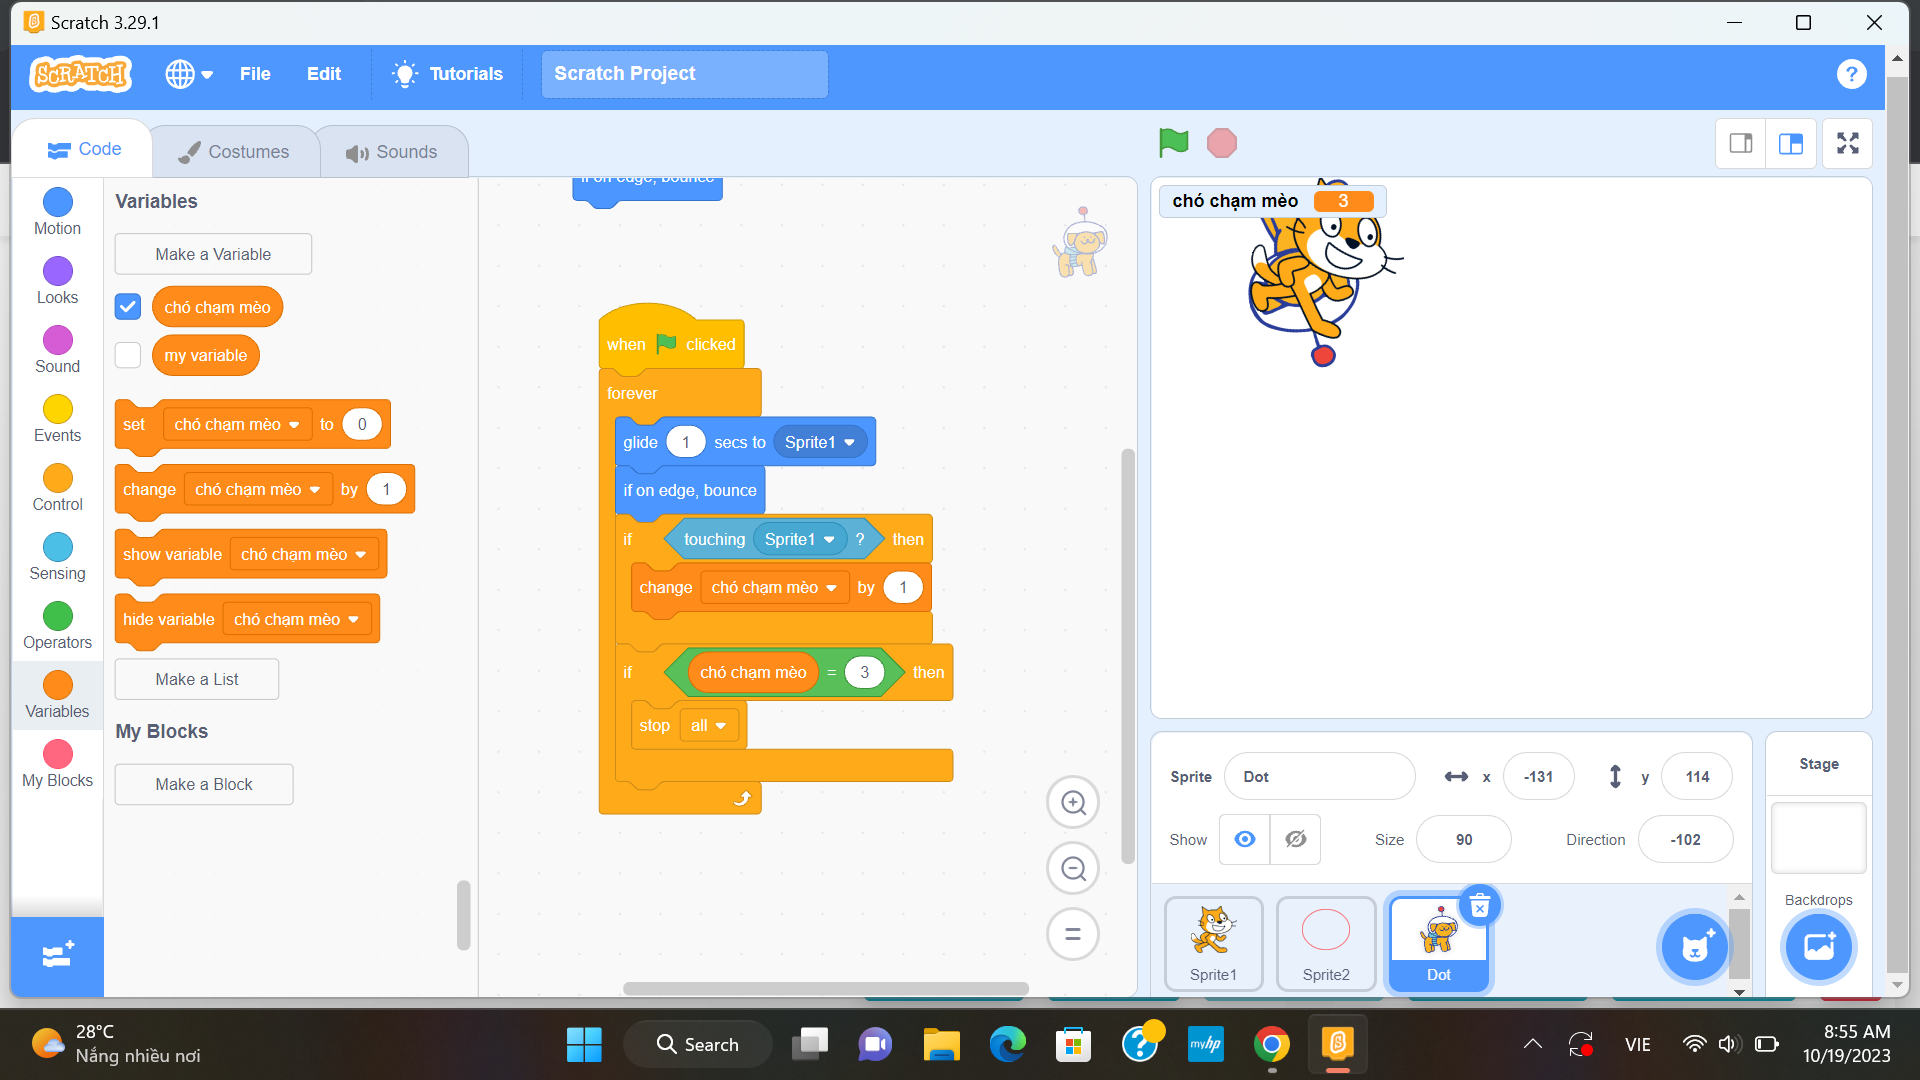 Scratch 3.29.1
SCRATCH
File
Edit
Tutorials
Scratch Project
?
Code
Costumes
Sounds
Motion
Looks
Sound
Events
Control
Sensing
Operators
Variables
My Blocks
Variables
Make a Variable
chó chạm mèo
my variable
set chó chạm mèo to 0
change chó chạm mèo by 1
show variable chó chạm mèo
hide variable chó chạm mèo
Make a List
My Blocks
Make a Block
if on edge, bounce
when clicked
forever
glide 1 secs to Sprite1
if on edge, bounce
if touching Sprite1 ? then
change chó chạm mèo by 1
if chó chạm mèo = 3 then
stop all
chó chạm mèo 3
Sprite Dot x -131 y 114
Show Size 90 Direction -102
Sprite1
Sprite2
Dot
Stage
Backdrops
28°C
Nắng nhiều nơi
Search
myhp
VIE
8:55 AM
10/19/2023